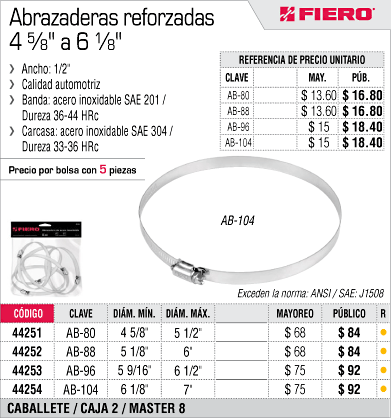 Abrazaderas reforzadas
4 5/8" a 6 1/8"
FIERO®
Ancho: 1/2"
Calidad automotriz
Banda: acero inoxidable SAE 201 /
Dureza 36-44 HRc
Carcasa: acero inoxidable SAE 304 /
Dureza 33-36 HRc
Precio por bolsa con 5 piezas
REFERENCIA DE PRECIO UNITARIO
CLAVE MAY. PÚB.
AB-80 $ 13.60 $ 16.80
AB-88 $ 13.60 $ 16.80
AB-96 $ 15 $ 18.40
AB-104 $ 15 $ 18.40
AB-104
FIERO
Exceden la norma: ANSI / SAE: J1508
CÓDIGO CLAVE DIÁM. MÍN. DIÁM. MÁX. MAYOREO PÚBLICO R
44251 AB-80 4 5/8" 5 1/2" $ 68 $ 84
44252 AB-88 5 1/8" 6" $ 68 $ 84
44253 AB-96 5 9/16" 6 1/2" $ 75 $ 92
44254 AB-104 6 1/8" 7" $ 75 $ 92
CABALLETE / CAJA 2 / MASTER 8